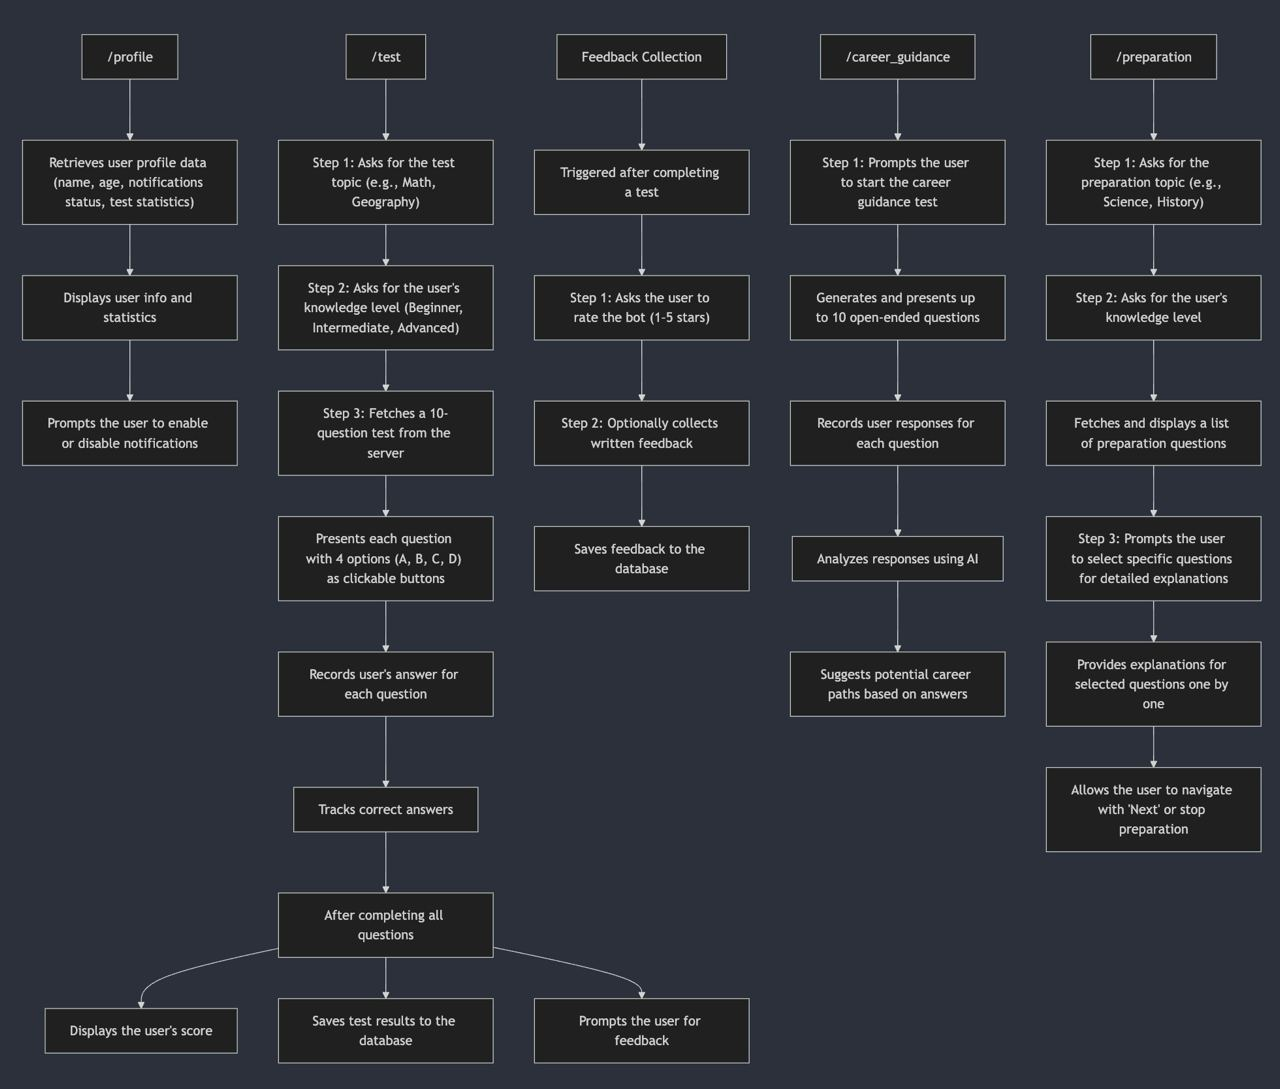 /profile
Retrieves user profile data
(name, age, notifications
status, test statistics)
Displays user info and
statistics
Prompts the user to enable
or disable notifications
/test
Step 1: Asks for the test
topic (e.g., Math,
Geography)
Step 2: Asks for the user's
knowledge level (Beginner,
Intermediate, Advanced)
Step 3: Fetches a 10-
question test from the
server
Presents each question
with 4 options (A, B, C, D)
as clickable buttons
Records user's answer for
each question
Tracks correct answers
After completing all
questions
Displays the user's score
Saves test results to the
database
Prompts the user for
feedback
Feedback Collection
Triggered after completing
a test
Step 1: Asks the user to
rate the bot (1-5 stars)
Step 2: Optionally collects
written feedback
Saves feedback to the
database
/career_guidance
Step 1: Prompts the user
to start the career
guidance test
Generates and presents up
to 10 open-ended questions
Records user responses for
each question
Analyzes responses using AI
Suggests potential career
paths based on answers
/preparation
Step 1: Asks for the
preparation topic (e.g.,
Science, History)
Step 2: Asks for the user's
knowledge level
Fetches and displays a list
of preparation questions
Step 3: Prompts the user
to select specific questions
for detailed explanations
Provides explanations for
selected questions one by
one
Allows the user to navigate
with 'Next' or stop
preparation